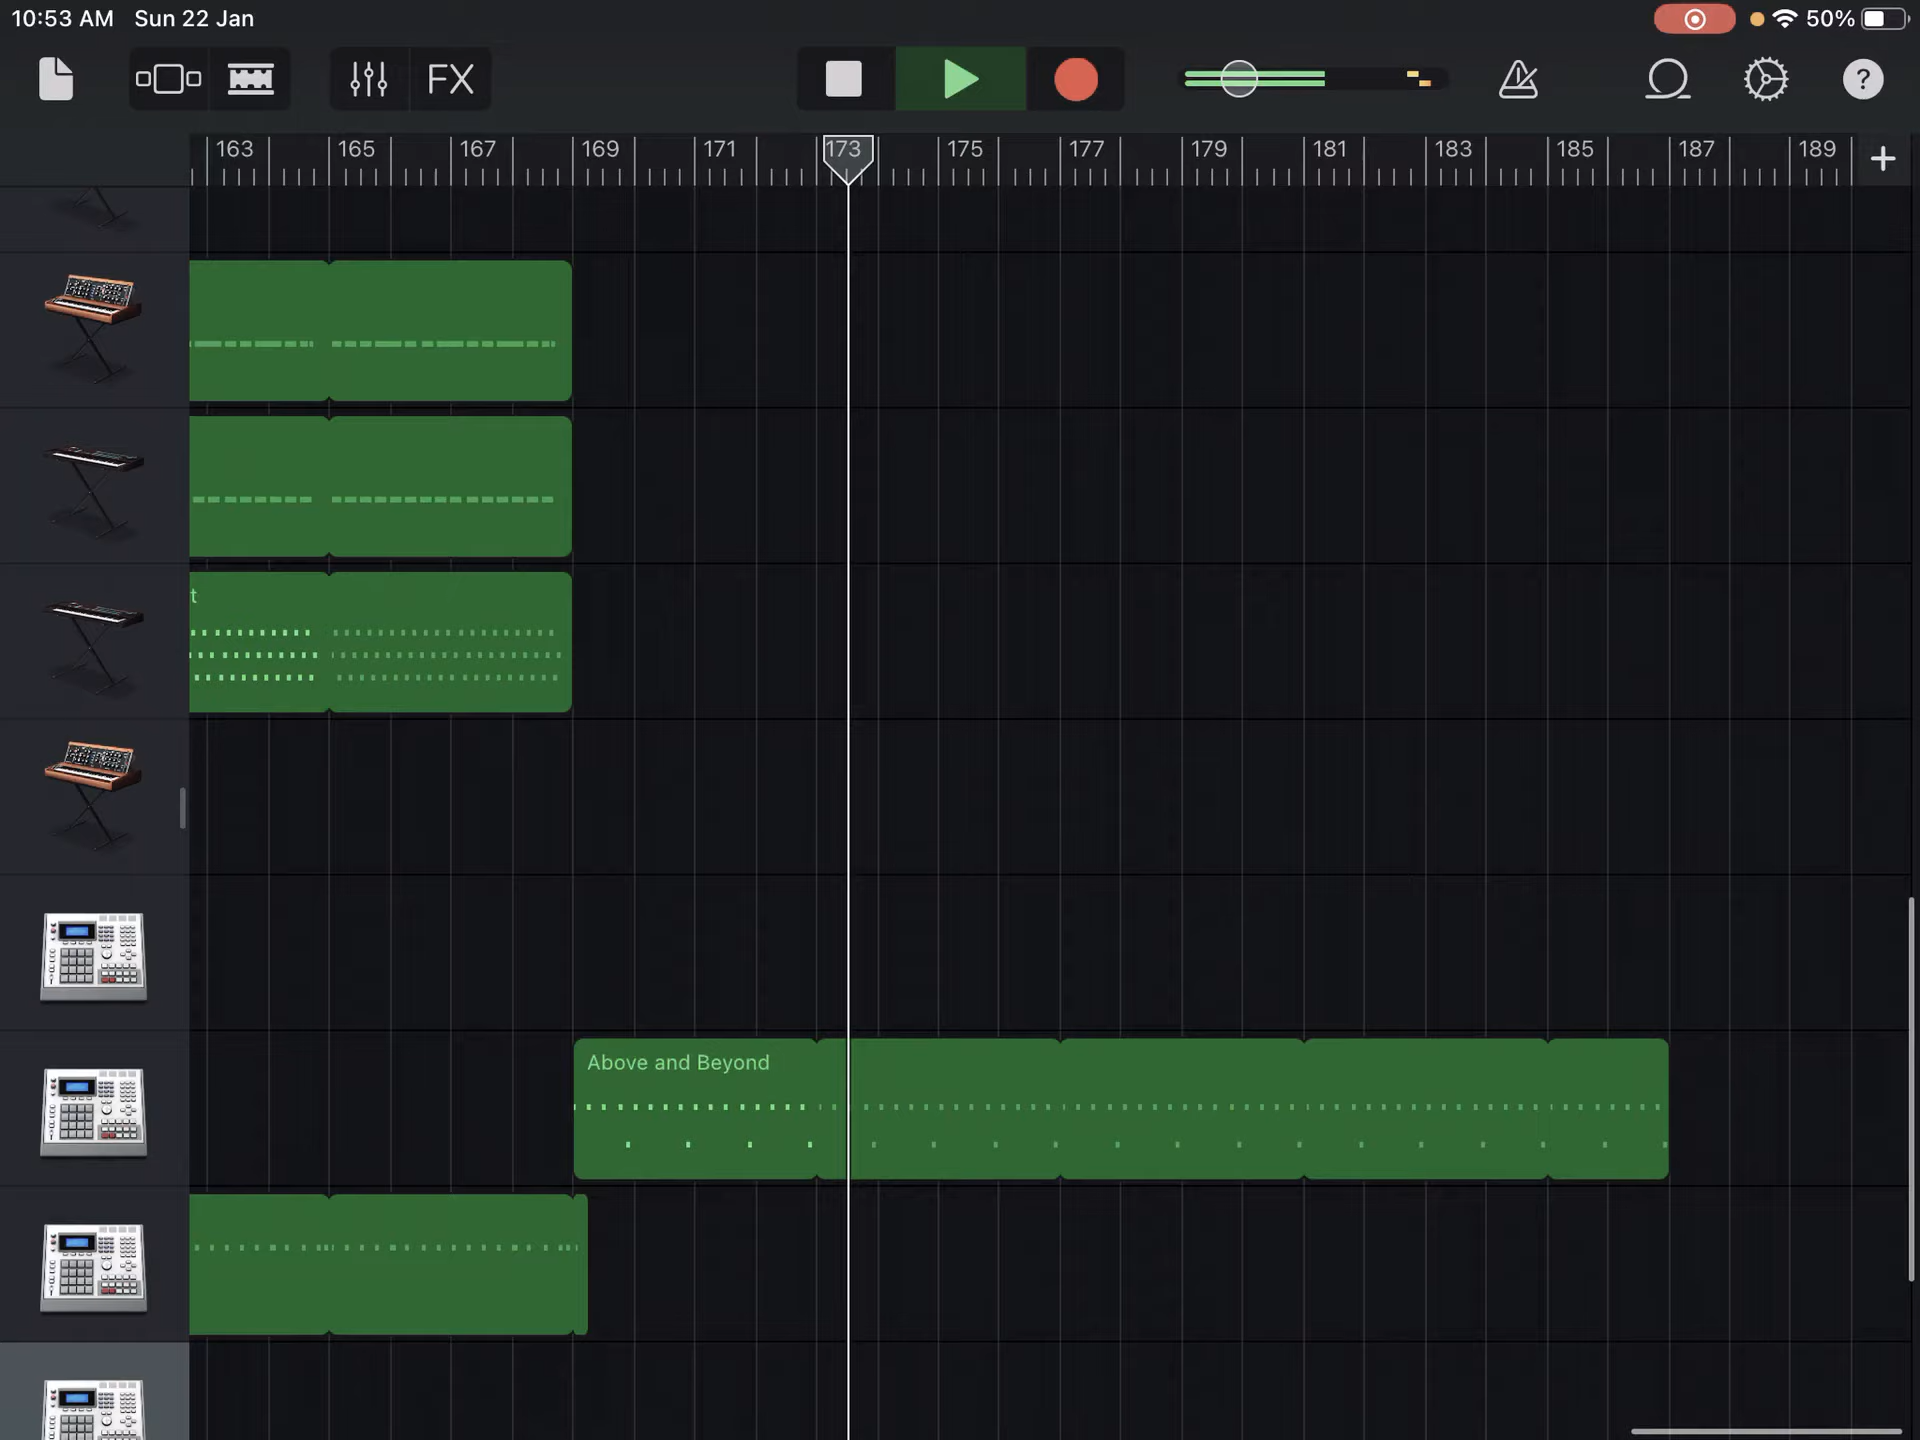 10:53 AM Sun 22 Jan
50%
FX
?
163 165 167 169 171 173 175 177 179 181 183 185 187 189 +
t
Above and Beyond